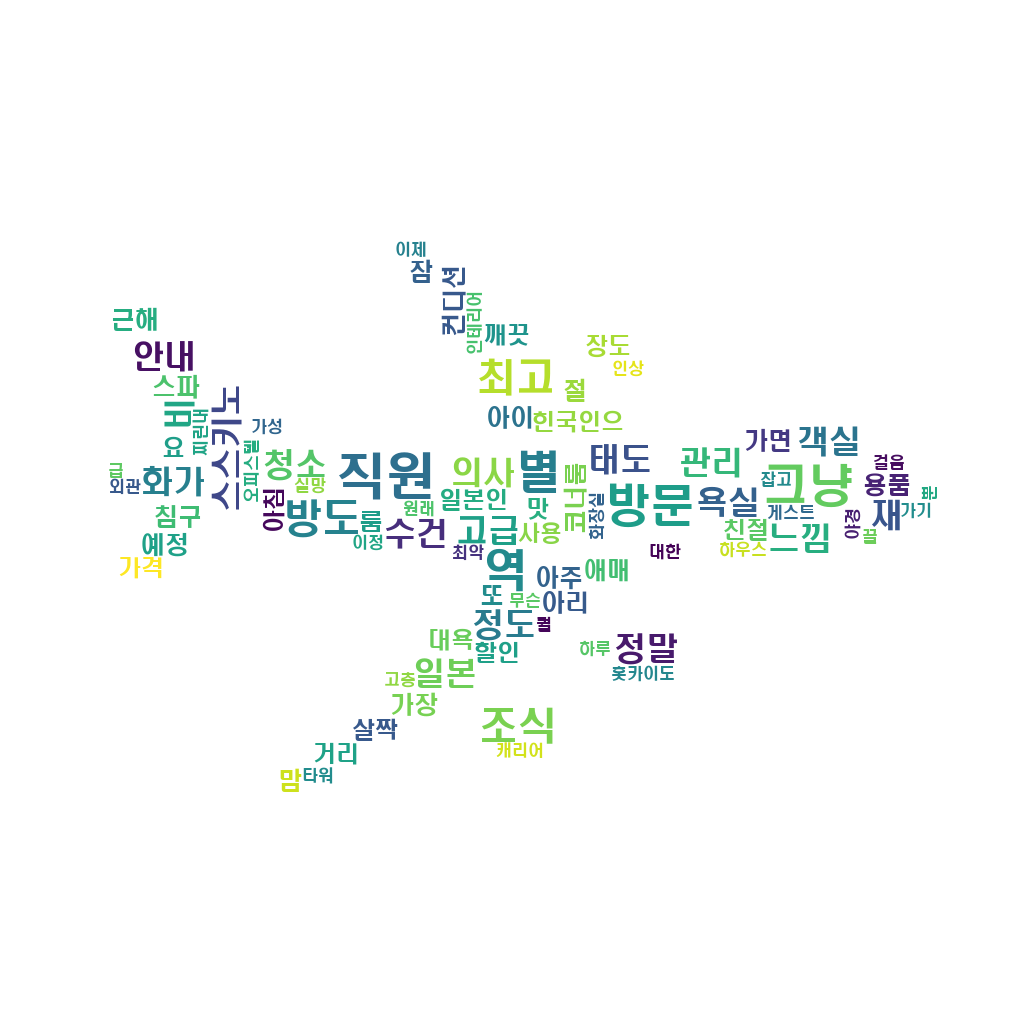 이제
잠
컨디션
인테리어
깨끗
근해
안내
장도
인상
최고
절
스파
비
스스키노
찌린내
가성
요
아이
힌국인으
가면
객실
오피스텔
청소
직원
의사
별
태도
관리
그냥
걸음
급
외관
화가
실망
아침
일본인
맛
코너룸
화장실
방문
욕실
잡고
용품
뿐
침구
방도
룸
원래
수건
고급
사용
친절
게스트
느낌
야경
재
가기
끌
예정
이정
최악
역
대한
하우스
가격
아주
애매
또
무슨
아리
정도
퀄
대욕
할인
하루
정말
홋카이도
고층
일본
가장
살짝
조식
캐리어
거리
맘
타워